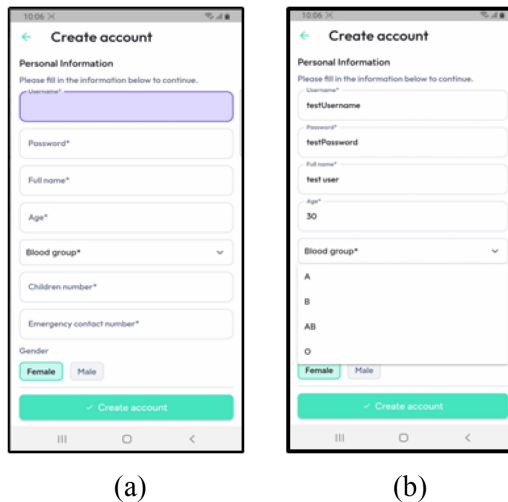 10:06
← Create account
Personal Information
Please fill in the information below to continue.
Username*
Password*
Full name*
Age*
Blood group*
Children number*
Emergency contact number*
Gender
Female Male
✓ Create account
(a)
10:06
← Create account
Personal Information
Please fill in the information below to continue.
Username*
testUsername
Password*
testPassword
Full name*
test user
Age*
30
Blood group*
A
B
AB
O
Female Male
✓ Create account
(b)